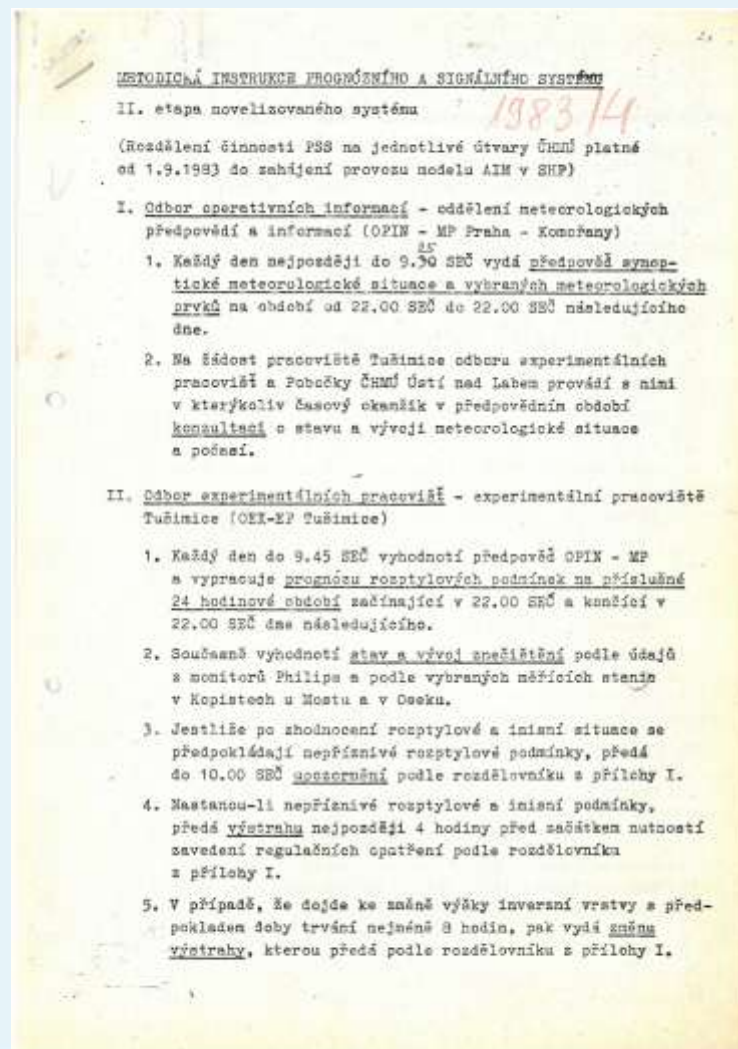 METODICKÁ INSTRUKCE PROGNÓZNÍHO A SIGNÁLNÍHO SYSTÉMU
II. etapa novelizovaného systému
1983/4
(Rozdělení činnosti PSS na jednotlivé útvary ČHMÚ platné
od 1.9.1983 do zahájení provozu modelu AIM v SHP)
I. Odbor operativních informací - oddělení meteorologických
předpovědí a informací (OPIN - MP Praha - Komořany)
25
1. Každý den nejpozději do 9.30 SEČ vydá předpověď synop-
tické meteorologické situace a vybraných meteorologických
prvků na období od 22.00 SEČ do 22.00 SEČ následujícího
dne.
2. Na žádost pracoviště Tušimice odboru experimentálních
pracovišť a Pobočky ČHMÚ Ústí nad Labem provádí s nimi
v kterýkoliv časový okamžik v předpovědním období
konzultaci o stavu a vývoji meteorologické situace
a počasí.
II. Odbor experimentálních pracovišť - experimentální pracoviště
Tušimice (OEX-EP Tušimice)
1. Každý den do 9.45 SEČ vyhodnotí předpověď OPIN - MP
a vypracuje prognózu rozptylových podmínek na příslušné
24 hodinové období začínající v 22.00 SEČ a končící v
22.00 SEČ dne následujícího.
2. Současně vyhodnotí stav a vývoj znečištění podle údajů
z monitorů Philips a podle vybraných měřících stanic
v Kopistech u Mostu a v Oseku.
3. Jestliže po zhodnocení rozptylové a imisní situace se
předpokládají nepříznivé rozptylové podmínky, předá
do 10.00 SEČ upozornění podle rozdělovníku z přílohy I.
4. Nastanou-li nepříznivé rozptylové a imisní podmínky,
předá výstrahu nejpozději 4 hodiny před začátkem nutností
zavedení regulačních opatření podle rozdělovníku
z přílohy I.
5. V případě, že dojde ke změně výšky inverzní vrstvy s před-
pokladem doby trvání nejméně 8 hodin, pak vydá změnu
výstrahy, kterou předá podle rozdělovníku z přílohy I.